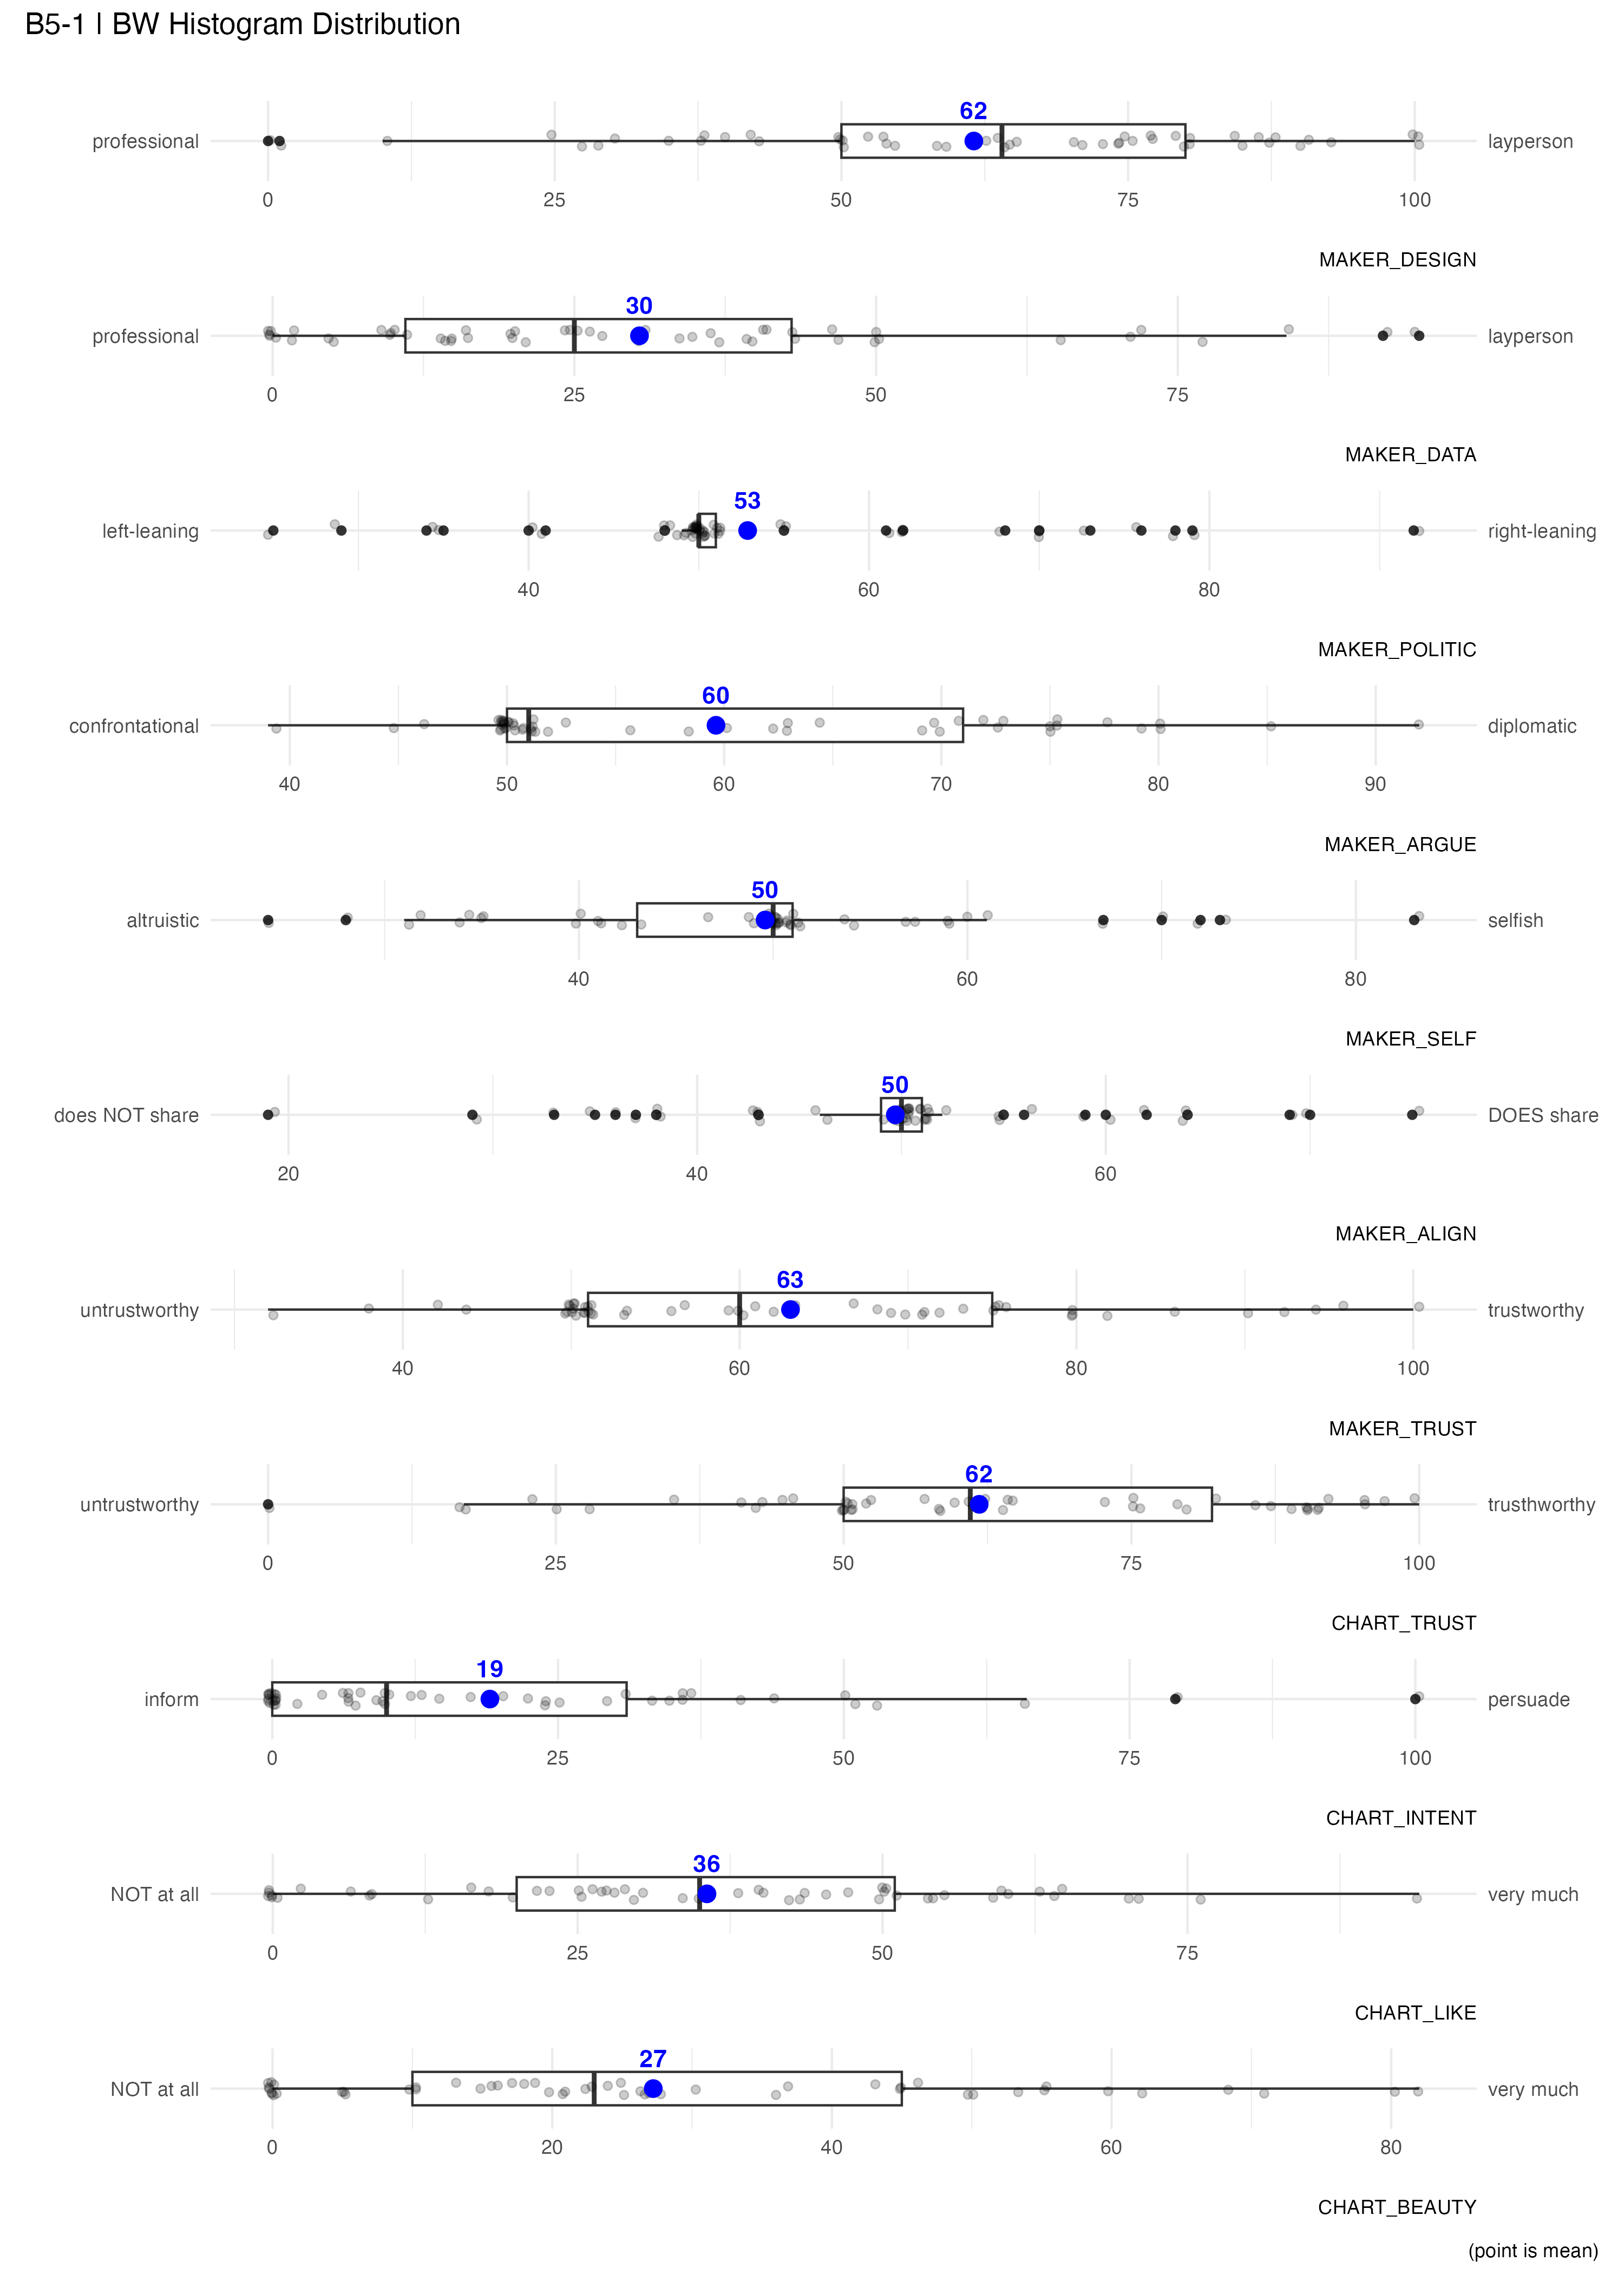 B5-1 | BW Histogram Distribution
62
professional layperson
0 25 50 75 100
MAKER_DESIGN
30
professional layperson
0 25 50 75
MAKER_DATA
53
left-leaning right-leaning
40 60 80
MAKER_POLITIC
60
confrontational diplomatic
40 50 60 70 80 90
MAKER_ARGUE
50
altruistic selfish
40 60 80
MAKER_SELF
50
does NOT share DOES share
20 40 60
MAKER_ALIGN
63
untrustworthy trustworthy
40 60 80 100
MAKER_TRUST
62
untrustworthy trusthworthy
0 25 50 75 100
CHART_TRUST
19
inform persuade
0 25 50 75 100
CHART_INTENT
36
NOT at all very much
0 25 50 75
CHART_LIKE
27
NOT at all very much
0 20 40 60 80
CHART_BEAUTY
(point is mean)